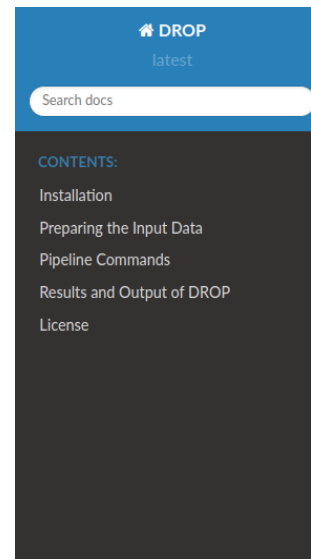 DROP
latest
Search docs
CONTENTS:
Installation
Preparing the Input Data
Pipeline Commands
Results and Output of DROP
License